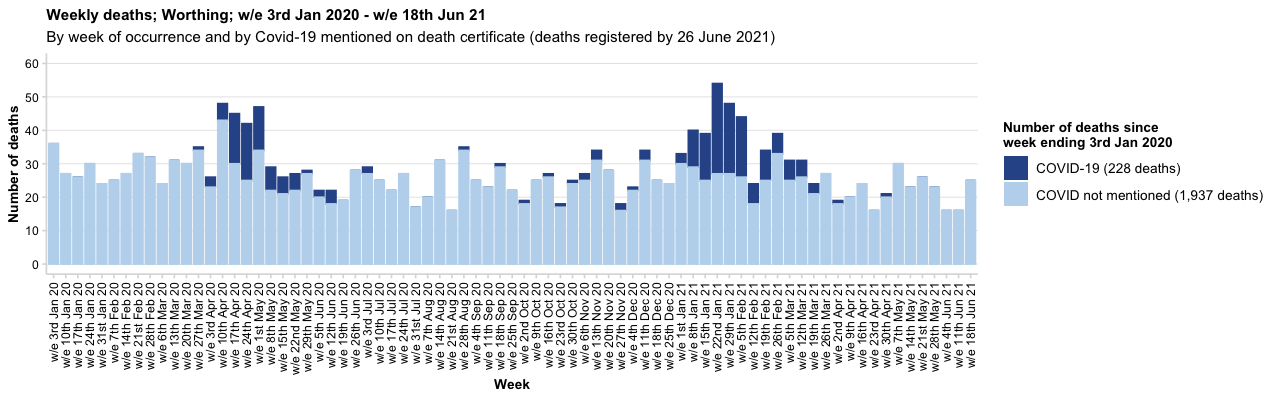 Weekly deaths; Worthing; w/e 3rd Jan 2020 - w/e 18th Jun 21
By week of occurrence and by Covid-19 mentioned on death certificate (deaths registered by 26 June 2021)
Number of deaths
60
50
40
30
20
10
0
w/e 3rd Jan 20
w/e 10th Jan 20
w/e 17th Jan 20
w/e 24th Jan 20
w/e 31st Jan 20
w/e 7th Feb 20
w/e 14th Feb 20
w/e 21st Feb 20
w/e 28th Feb 20
w/e 6th Mar 20
w/e 13th Mar 20
w/e 20th Mar 20
w/e 27th Mar 20
w/e 3rd Apr 20
w/e 10th Apr 20
w/e 17th Apr 20
w/e 24th Apr 20
w/e 1st May 20
w/e 8th May 20
w/e 15th May 20
w/e 22nd May 20
w/e 29th May 20
w/e 5th Jun 20
w/e 12th Jun 20
w/e 19th Jun 20
w/e 26th Jun 20
w/e 3rd Jul 20
w/e 10th Jul 20
w/e 17th Jul 20
w/e 24th Jul 20
w/e 31st Jul 20
w/e 7th Aug 20
w/e 14th Aug 20
w/e 21st Aug 20
w/e 28th Aug 20
w/e 4th Sep 20
w/e 11th Sep 20
w/e 18th Sep 20
w/e 25th Sep 20
w/e 2nd Oct 20
w/e 9th Oct 20
w/e 16th Oct 20
w/e 23rd Oct 20
w/e 30th Oct 20
w/e 6th Nov 20
w/e 13th Nov 20
w/e 20th Nov 20
w/e 27th Nov 20
w/e 4th Dec 20
w/e 11th Dec 20
w/e 18th Dec 20
w/e 25th Dec 20
w/e 1st Jan 21
w/e 8th Jan 21
w/e 15th Jan 21
w/e 22nd Jan 21
w/e 29th Jan 21
w/e 5th Feb 21
w/e 12th Feb 21
w/e 19th Feb 21
w/e 26th Feb 21
w/e 5th Mar 21
w/e 12th Mar 21
w/e 19th Mar 21
w/e 26th Mar 21
w/e 2nd Apr 21
w/e 9th Apr 21
w/e 16th Apr 21
w/e 23rd Apr 21
w/e 30th Apr 21
w/e 7th May 21
w/e 14th May 21
w/e 21st May 21
w/e 28th May 21
w/e 4th Jun 21
w/e 11th Jun 21
w/e 18th Jun 21
Week
Number of deaths since
week ending 3rd Jan 2020
COVID-19 (228 deaths)
COVID not mentioned (1,937 deaths)